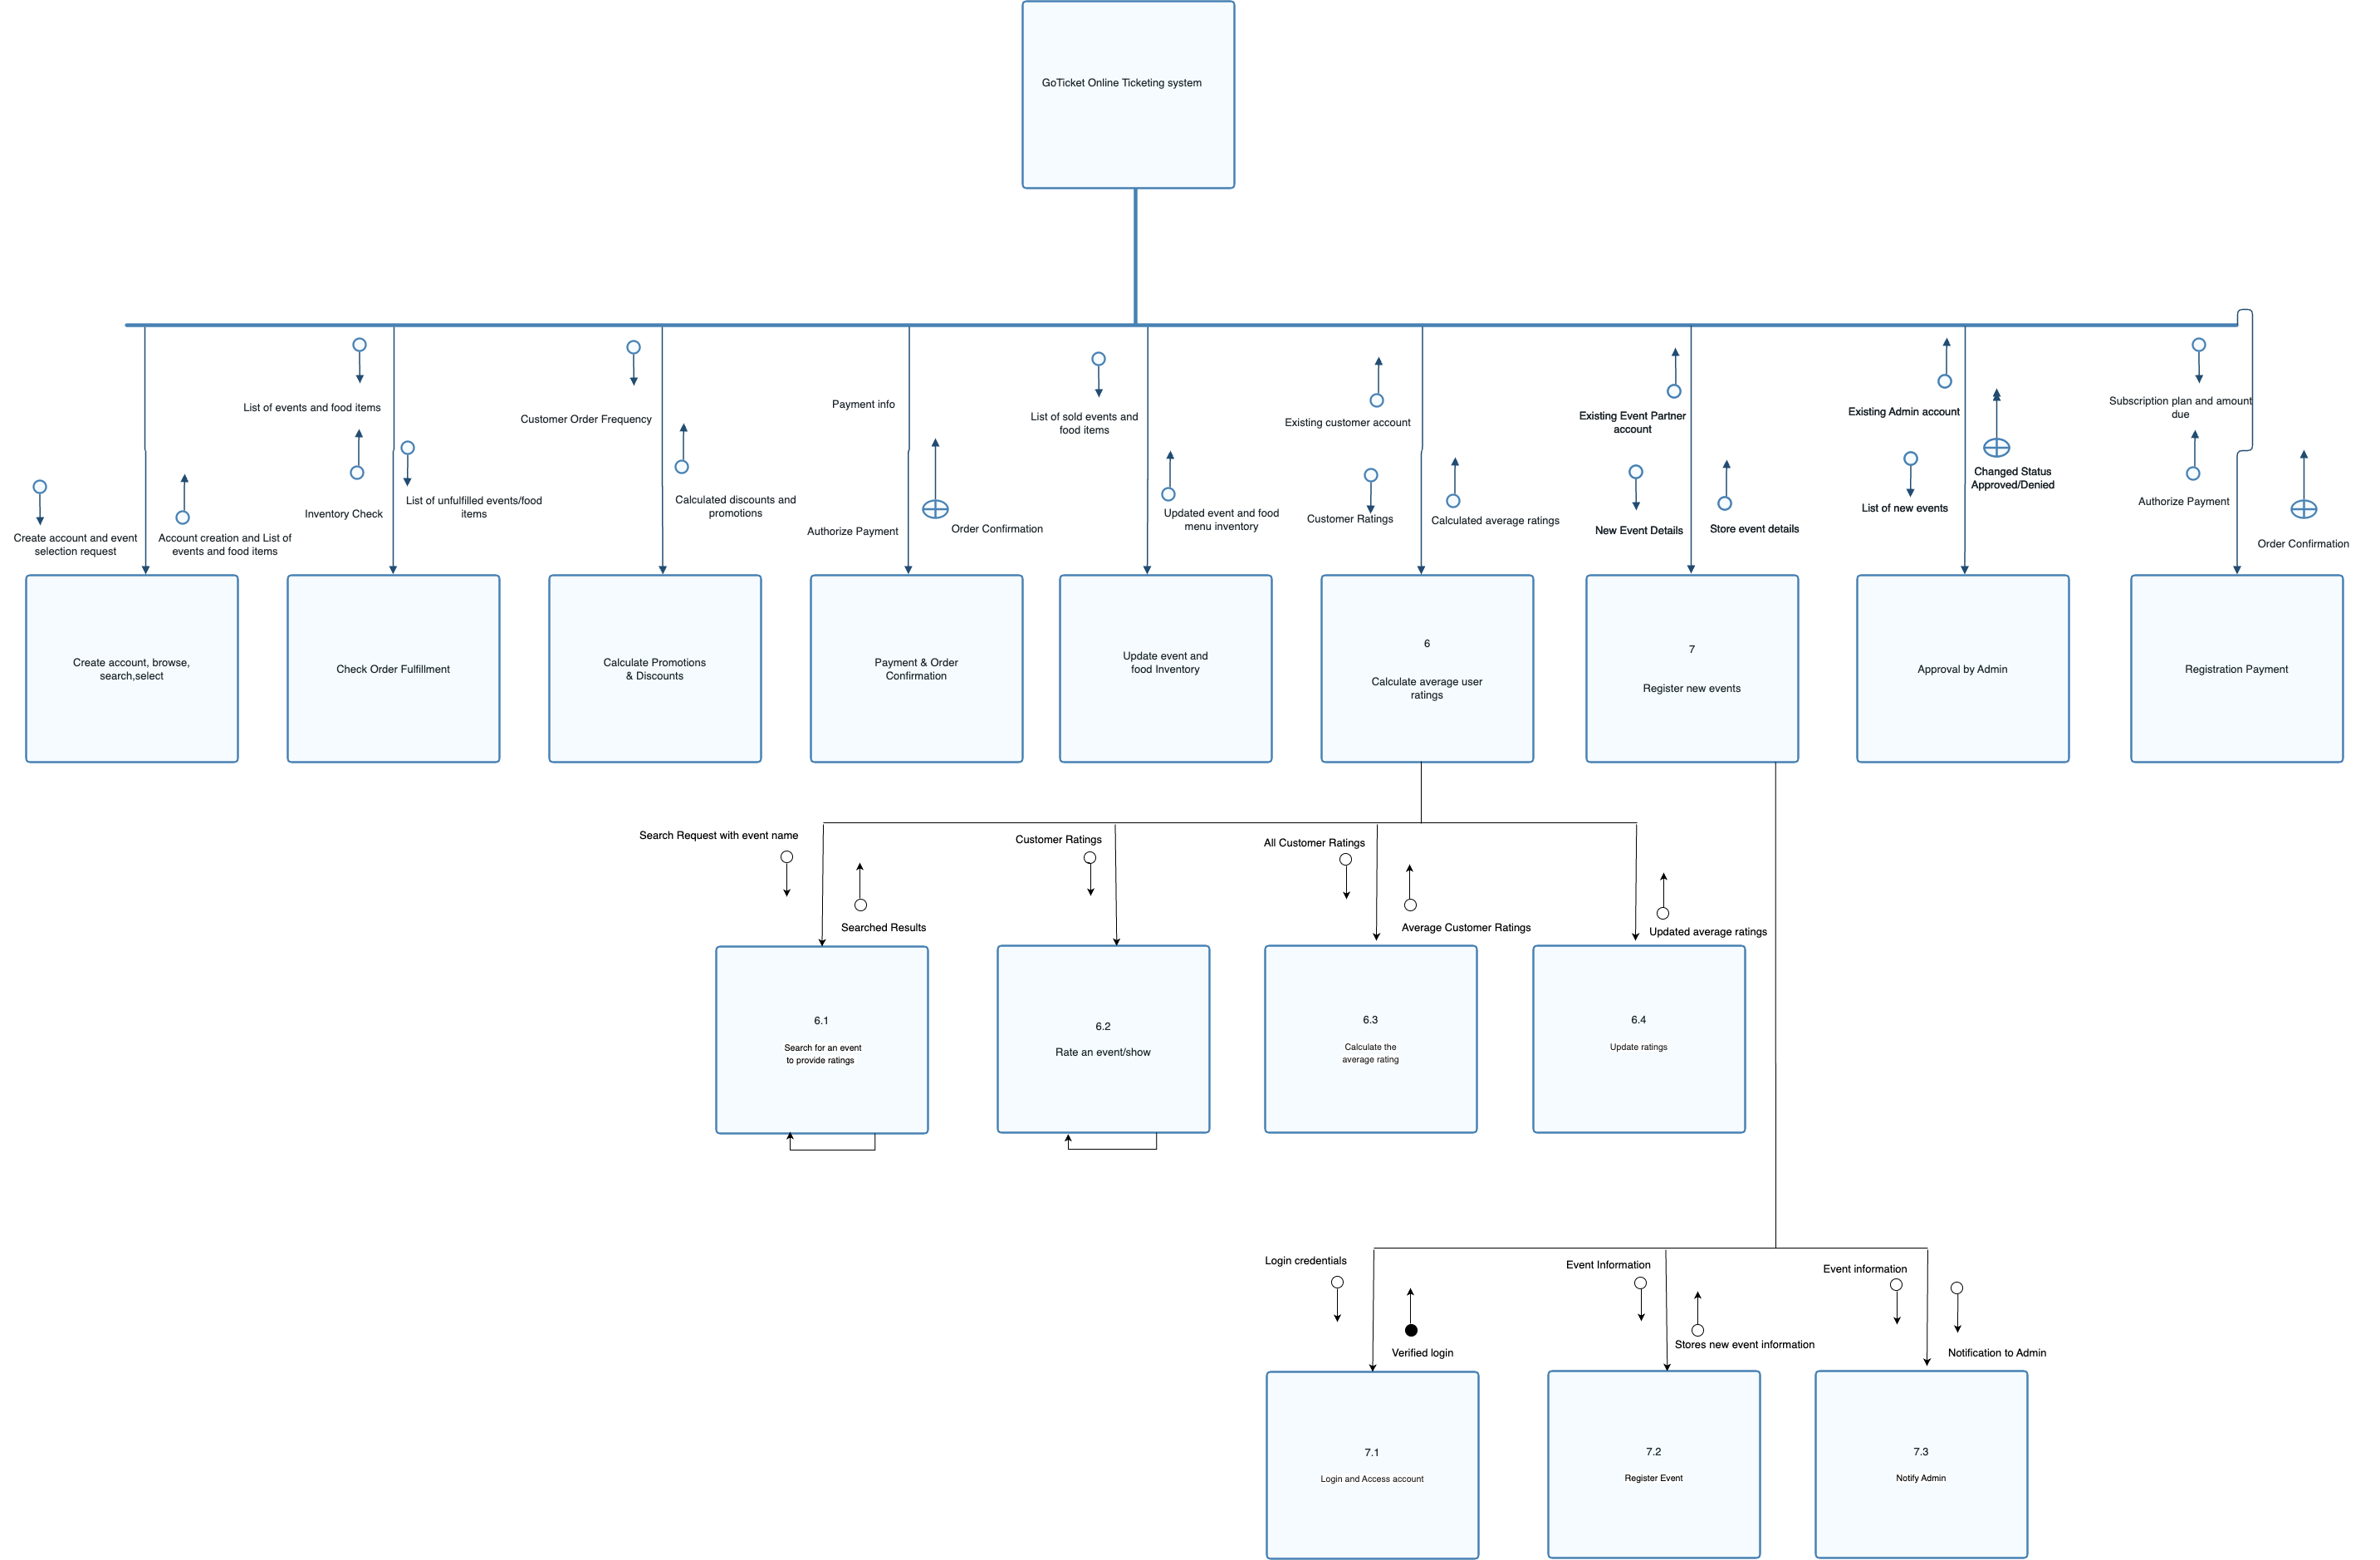 GoTicket Online Ticketing system
List of events and food items
Customer Order Frequency
Payment info
List of sold events and
food items
Existing customer account
Existing Event Partner
account
Existing Admin account
Subscription plan and amount
due
Create account and event
selection request
Account creation and List of
events and food items
Inventory Check
List of unfulfilled events/food
items
Calculated discounts and
promotions
Authorize Payment
Order Confirmation
Updated event and food
menu inventory
Customer Ratings
Calculated average ratings
New Event Details
Store event details
List of new events
Changed Status
Approved/Denied
Authorize Payment
Order Confirmation
Create account, browse,
search,select
Check Order Fulfillment
Calculate Promotions
& Discounts
Payment & Order
Confirmation
Update event and
food Inventory
6
Calculate average user
ratings
7
Register new events
Approval by Admin
Registration Payment
Search Request with event name
Searched Results
Customer Ratings
All Customer Ratings
Average Customer Ratings
Updated average ratings
6.1
Search for an event
to provide ratings
6.2
Rate an event/show
6.3
Calculate the
average rating
6.4
Update ratings
Login credentials
Verified login
Event Information
Stores new event information
Event information
Notification to Admin
7.1
Login and Access account
7.2
Register Event
7.3
Notify Admin